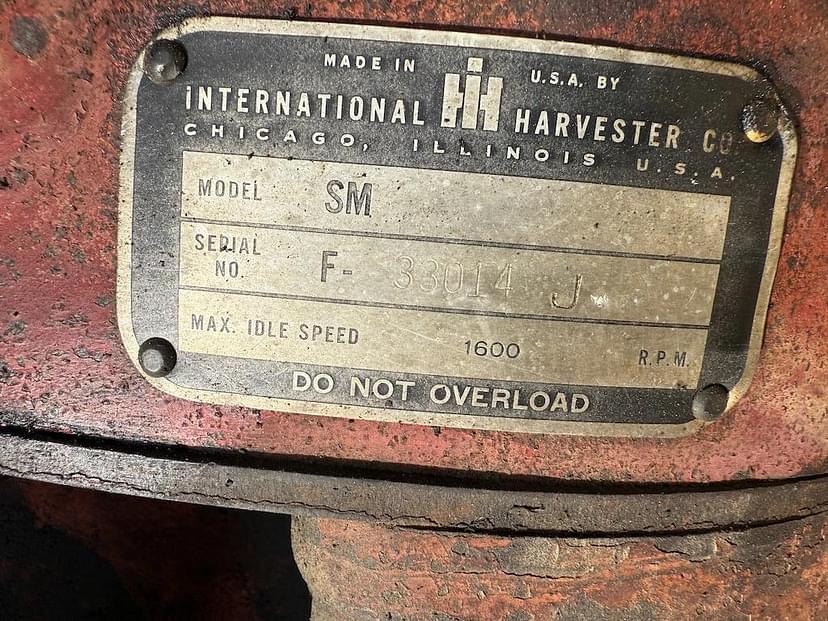 MADE IN IH U.S.A. BY
INTERNATIONAL HARVESTER CO
CHICAGO, ILLINOIS U.S.A.
MODEL SM
SERIAL NO. F- 33014 J
MAX. IDLE SPEED 1600 R.P.M.
DO NOT OVERLOAD